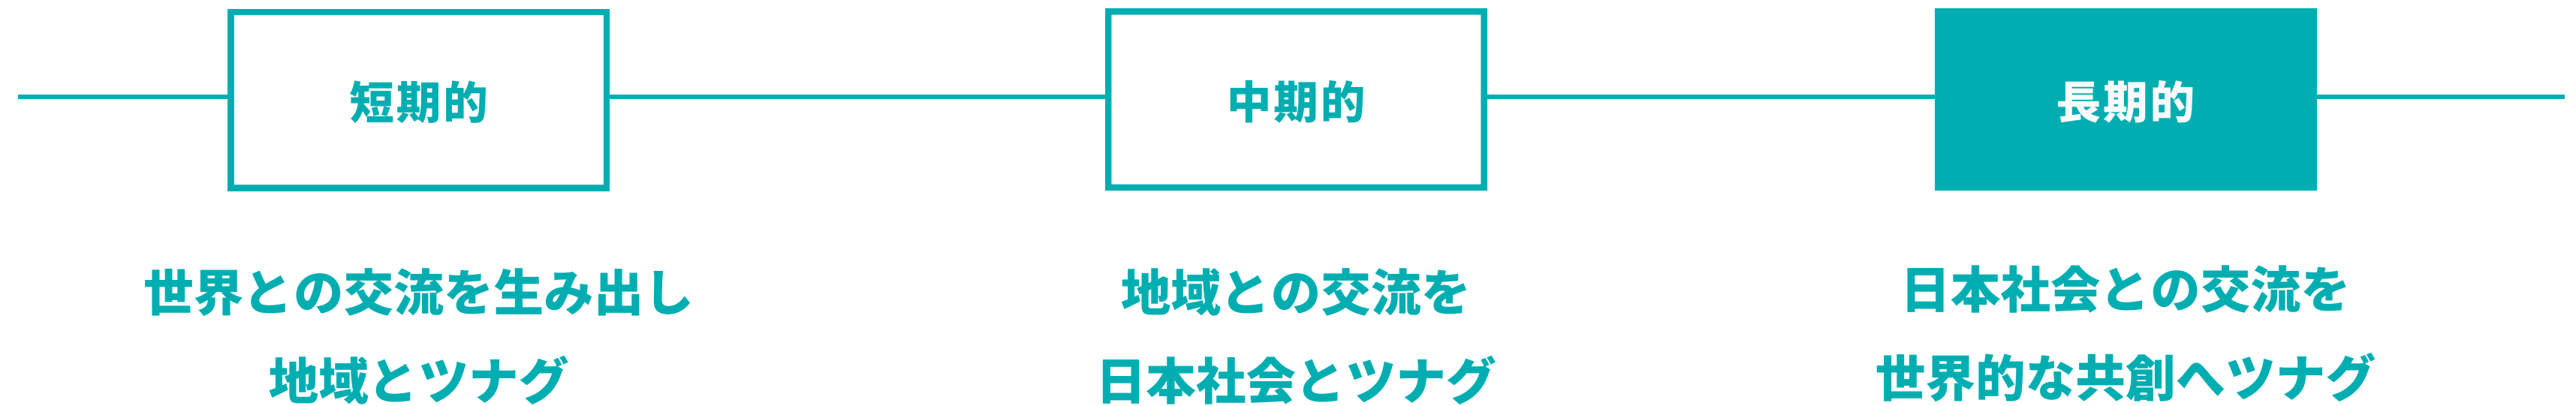 短期的
世界との交流を生み出し
地域とツナグ
中期的
地域との交流を
日本社会とツナグ
長期的
日本社会との交流を
世界的な共創へツナグ